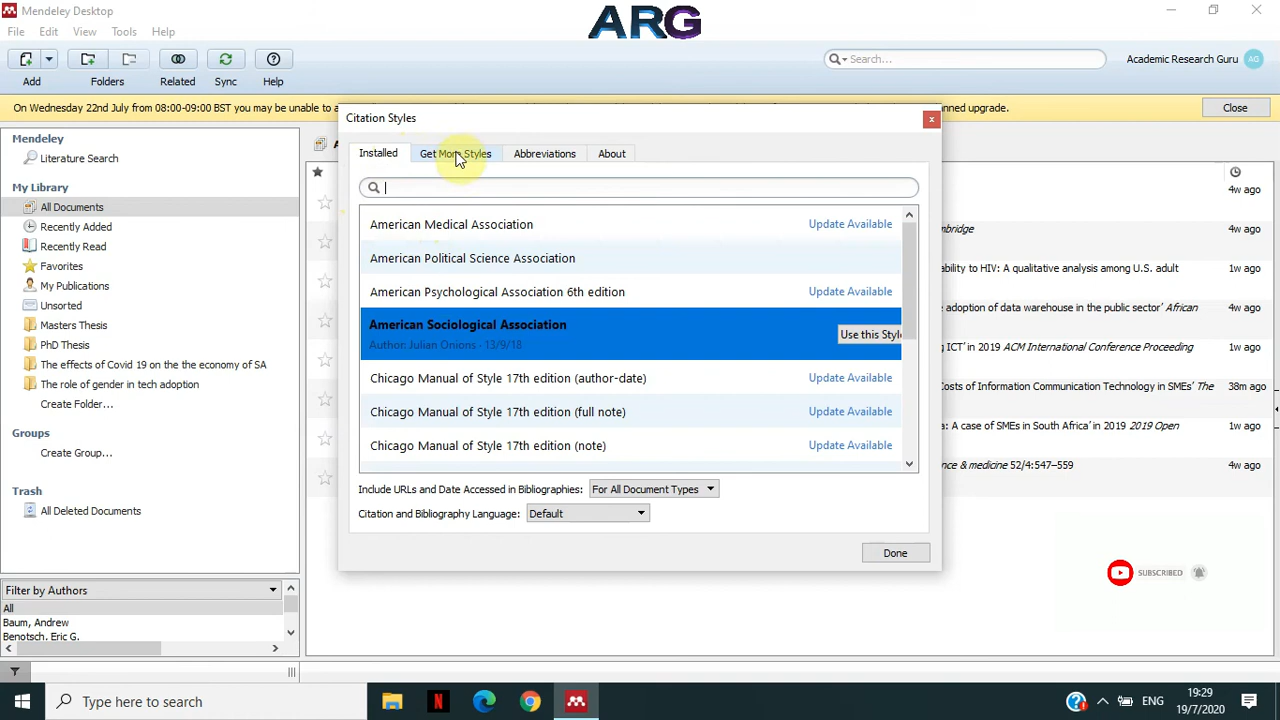 Mendeley Desktop
ARG
File Edit View Tools Help
Add Folders Related Sync Help
Search...
Academic Research Guru AG
On Wednesday 22nd July from 08:00-09:00 BST you may be unable to a
nned upgrade.
Close
Mendeley
Literature Search
My Library
All Documents
Recently Added
Recently Read
Favorites
My Publications
Unsorted
Masters Thesis
PhD Thesis
The effects of Covid 19 on the the economy of SA
The role of gender in tech adoption
Create Folder...
Groups
Create Group...
Trash
All Deleted Documents
Filter by Authors
All
Baum, Andrew
Benotsch, Eric G.
Citation Styles
x
Installed Get More Styles Abbreviations About
American Medical Association Update Available
American Political Science Association
American Psychological Association 6th edition Update Available
American Sociological Association
Author: Julian Onions - 13/9/18
Use this Style
Chicago Manual of Style 17th edition (author-date) Update Available
Chicago Manual of Style 17th edition (full note) Update Available
Chicago Manual of Style 17th edition (note) Update Available
Include URLs and Date Accessed in Bibliographies: For All Document Types
Citation and Bibliography Language: Default
Done
4w ago
nbridge 4w ago
ability to HIV: A qualitative analysis among U.S. adult 1w ago
e adoption of data warehouse in the public sector' African 4w ago
ng ICT' in 2019 ACM International Conference Proceeding 1w ago
Costs of Information Communication Technology in SMEs' The 38m ago
a: A case of SMEs in South Africa' in 2019 2019 Open 1w ago
nce & medicine 52/4:547–559 4w ago
SUBSCRIBED
Type here to search
ENG
19:29
19/7/2020